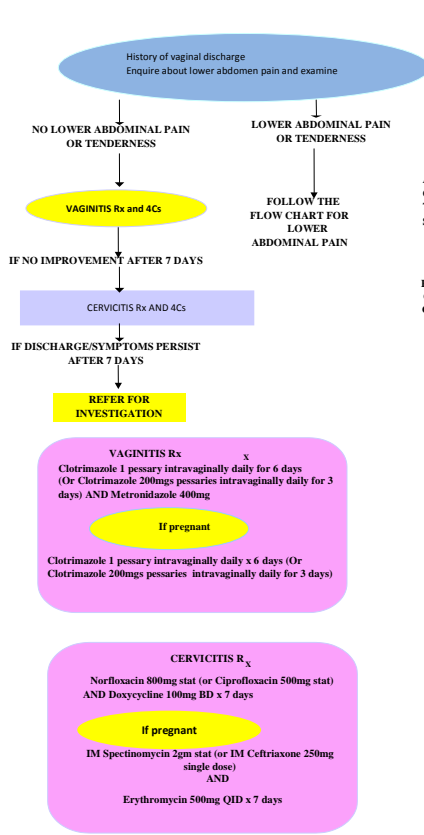 History of vaginal discharge
Enquire about lower abdomen pain and examine
NO LOWER ABDOMINAL PAIN
OR TENDERNESS
LOWER ABDOMINAL PAIN
OR TENDERNESS
VAGINITIS Rx and 4Cs
FOLLOW THE
FLOW CHART FOR
LOWER
ABDOMINAL PAIN
IF NO IMPROVEMENT AFTER 7 DAYS
CERVICITIS Rx AND 4Cs
IF DISCHARGE/SYMPTOMS PERSIST
AFTER 7 DAYS
REFER FOR
INVESTIGATION
VAGINITIS Rx
X
Clotrimazole 1 pessary intravaginally daily for 6 days
(Or Clotrimazole 200mgs pessaries intravaginally daily for 3
days) AND Metronidazole 400mg
If pregnant
Clotrimazole 1 pessary intravaginally daily x 6 days (Or
Clotrimazole 200mgs pessaries intravaginally daily for 3 days)
CERVICITIS RX
Norfloxacin 800mg stat (or Ciprofloxacin 500mg stat)
AND Doxycycline 100mg BD x 7 days
If pregnant
IM Spectinomycin 2gm stat (or IM Ceftriaxone 250mg
single dose)
AND
Erythromycin 500mg QID x 7 days